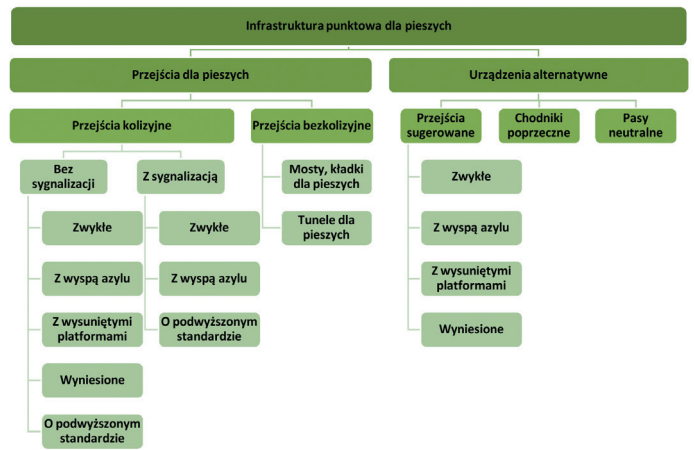 Infrastruktura punktowa dla pieszych
Przejścia dla pieszych
Urządzenia alternatywne
Przejścia kolizyjne
Przejścia bezkolizyjne
Przejścia
sugerowane
Chodniki
poprzeczne
Pasy
neutralne
Bez
sygnalizacji
Z sygnalizacją
Mosty, kładki
dla pieszych
Zwykłe
Zwykłe
Zwykłe
Tunele dla
pieszych
Z wyspą azylu
Z wyspą azylu
Z wyspą azylu
Z wysuniętymi
platformami
Z wysuniętymi
platformami
O podwyższonym
standardzie
Wyniesione
Wyniesione
O podwyższonym
standardzie